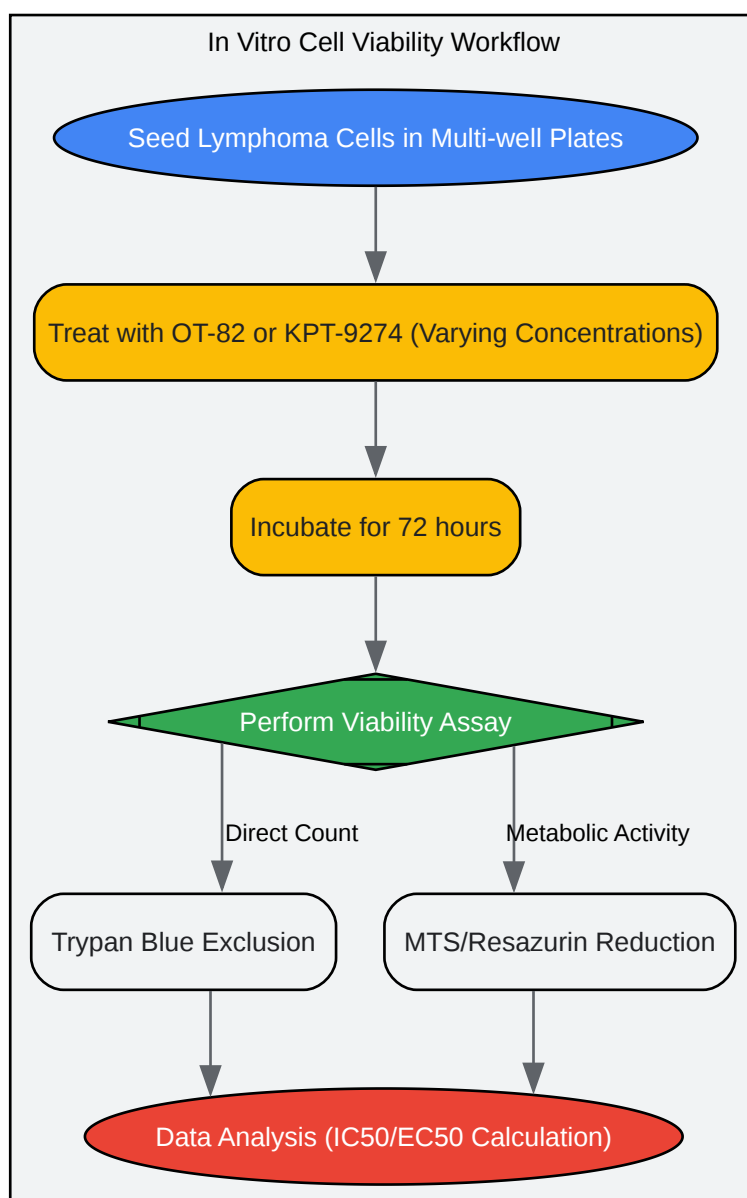 In Vitro Cell Viability Workflow
Seed Lymphoma Cells in Multi-well Plates
Treat with OT-82 or KPT-9274 (Varying Concentrations)
Incubate for 72 hours
Perform Viability Assay
Direct Count
Metabolic Activity
Trypan Blue Exclusion
MTS/Resazurin Reduction
Data Analysis (IC50/EC50 Calculation)